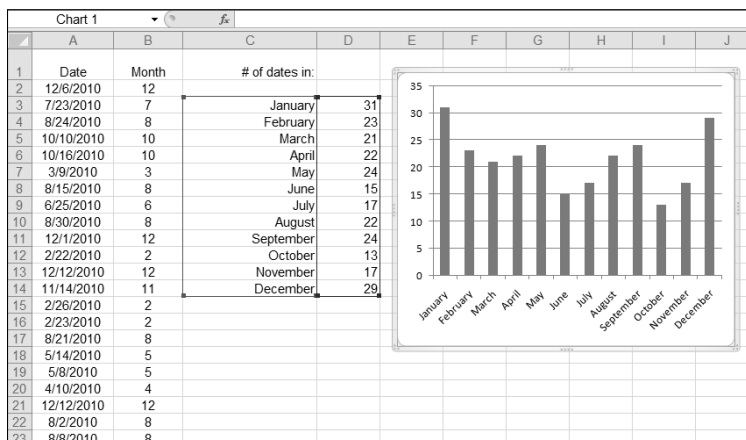 Chart 1 fx
A B C D E F G H I J
1 Date Month # of dates in:
2 12/6/2010 12
3 7/23/2010 7 January 31
4 8/24/2010 8 February 23
5 10/10/2010 10 March 21
6 10/16/2010 10 April 22
7 3/9/2010 3 May 24
8 8/15/2010 8 June 15
9 6/25/2010 6 July 17
10 8/30/2010 8 August 22
11 12/1/2010 12 September 24
12 2/22/2010 2 October 13
13 12/12/2010 12 November 17
14 11/14/2010 11 December 29
15 2/26/2010 2
16 2/23/2010 2
17 8/21/2010 8
18 5/14/2010 5
19 5/8/2010 5
20 4/10/2010 4
21 12/12/2010 12
22 8/2/2010 8
23 8/8/2010 8
35
30
25
20
15
10
5
0
January February March April May June July August September October November December